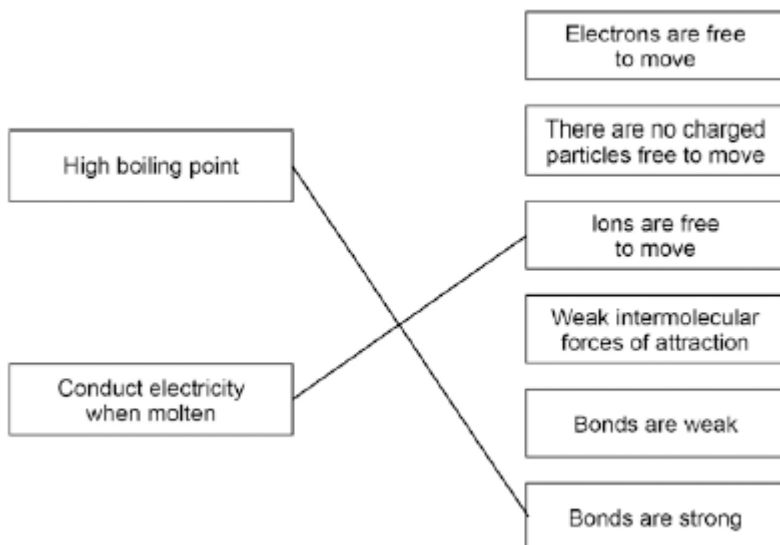 Electrons are free
to move
There are no charged
particles free to move
High boiling point
Ions are free
to move
Weak intermolecular
forces of attraction
Conduct electricity
when molten
Bonds are weak
Bonds are strong